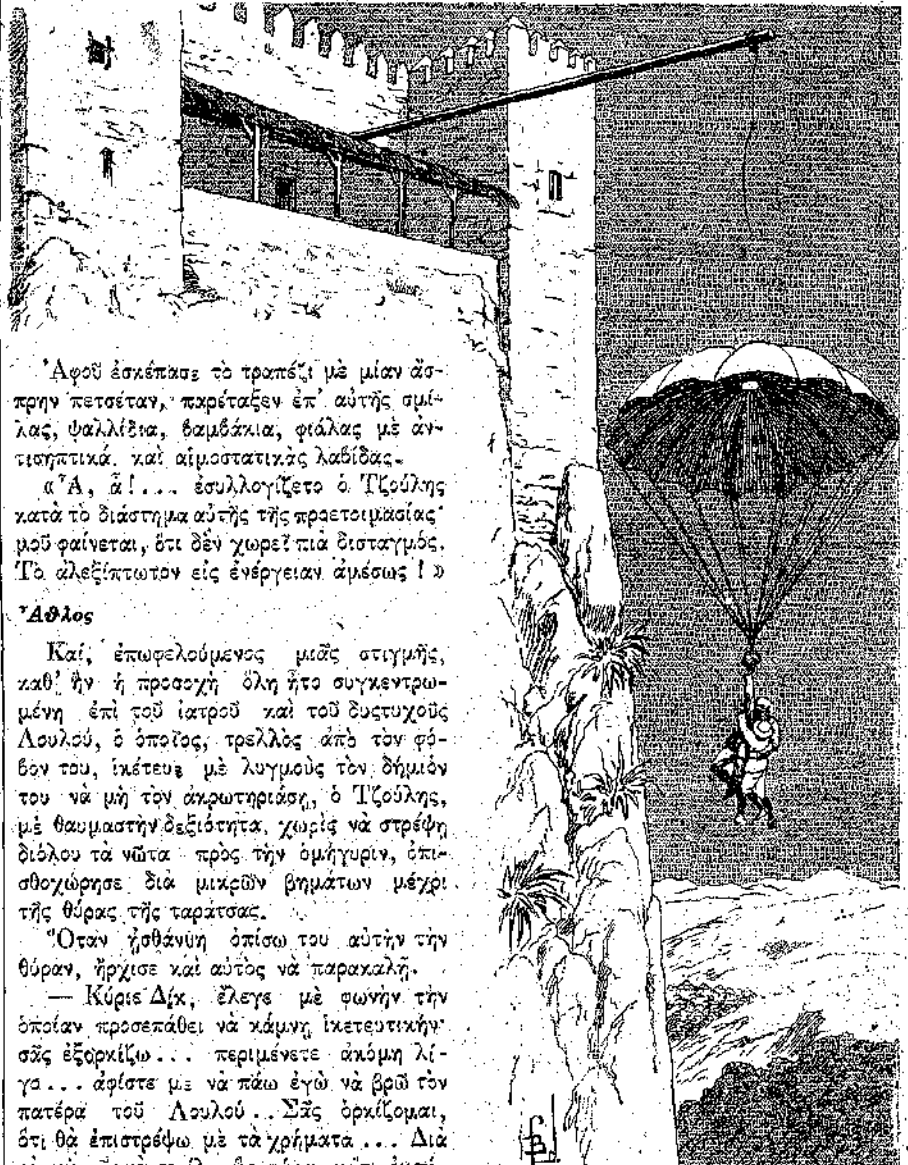 Ἀφοῦ ἐσκέπασε τὸ τραπέζι μὲ μίαν ἄσ-
πρην πετσέταν, παρέταξεν ἐπ' αὐτῆς σμί-
λας, ψαλλίδια, βαμβάκια, φιάλας μὲ ἀν-
τισηπτικά καὶ αἱμοστατικὰς λαβίδας.
«Ἄ, ἄ!... ἐσυλλογίζετο ὁ Τζούλης
κατὰ τὸ διάστημα αὐτῆς τῆς προετοιμασίας·
μοῦ φαίνεται, ὅτι δὲν χωρεῖ πιὰ δισταγμός.
Τὸ ἀλεξίπτωτον εἰς ἐνέργειαν ἀμέσως !»
Ἆθλος
Καί, ἐπωφελούμενος μιᾶς στιγμῆς,
καθ' ἣν ἡ προσοχὴ ὅλη ἦτο συγκεντρω-
μένη ἐπὶ τοῦ ἰατροῦ καὶ τοῦ δυστυχοῦς
Λουλού, ὁ ὁποῖος, τρελλὸς ἀπὸ τὸν φό-
βον του, ἱκέτευε μὲ λυγμοὺς τὸν δήμιόν
του νὰ μὴ τὸν ἀκρωτηριάσῃ, ὁ Τζούλης,
μὲ θαυμαστὴν δεξιότητα, χωρὶς νὰ στρέψῃ
διόλου τὰ νῶτα πρὸς τὴν ὁμήγυριν, ὀπι-
σθοχώρησε διὰ μικρῶν βημάτων μέχρι
τῆς θύρας τῆς ταράτσας.
Ὅταν ᾐσθάνθη ὀπίσω του αὐτὴν τὴν
θύραν, ἤρχισε καὶ αὐτὸς νὰ παρακαλῇ.
— Κύριε Δίκ, ἔλεγε μὲ φωνὴν τὴν
ὁποίαν προσεπάθει νὰ κάμνῃ ἱκετευτικήν·
σᾶς ἐξορκίζω... περιμένετε ἀκόμη λί-
γο... ἀφίστε με νὰ πάω ἐγὼ νὰ βρῶ τὸν
πατέρα τοῦ Λουλού.. Σᾶς ὁρκίζομαι,
ὅτι θὰ ἐπιστρέψω μὲ τὰ χρήματα... Διὰ